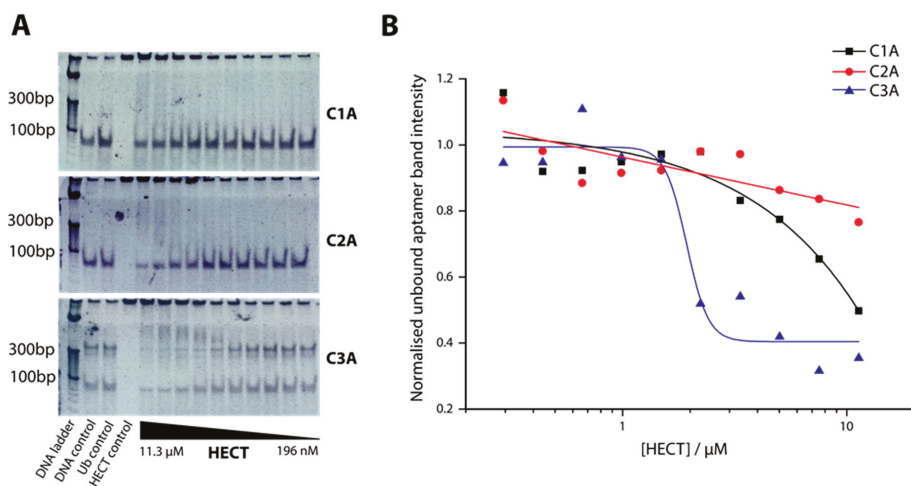 A
300bp
100bp
C1A
300bp
100bp
C2A
300bp
100bp
C3A
DNA ladder
DNA control
Ub control
HECT control
11.3 µM
HECT
196 nM
B
C1A
C2A
C3A
1.2
1.0
0.8
0.6
0.4
0.2
Normalised unbound aptamer band intensity
1
10
[HECT] / µM